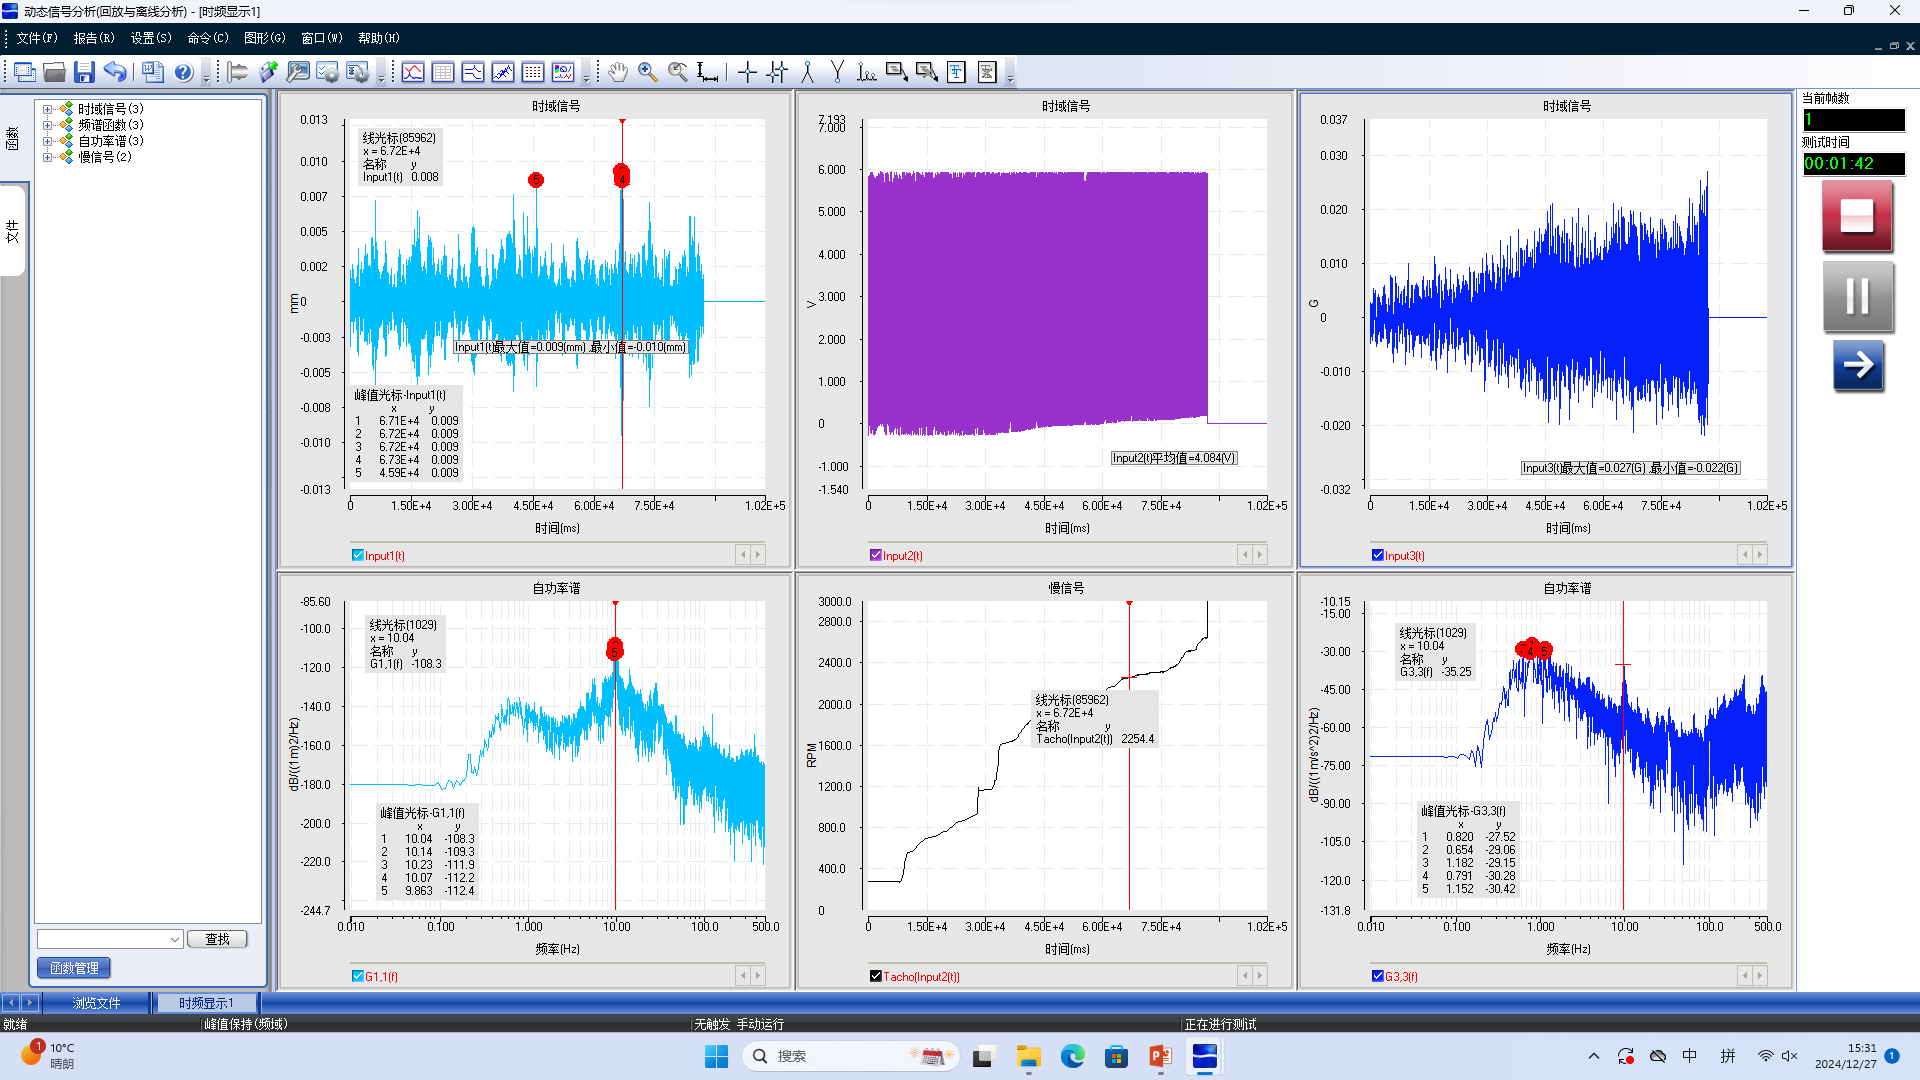 动态信号分析(回放与离线分析) - [时频显示1]
文件(F) 报告(R) 设置(S) 命令(C) 图形(G) 窗口(W) 帮助(H)
函数
文件
时域信号(3)
频谱函数(3)
自功率谱(3)
慢信号(2)
查找
函数管理
时域信号
0.013
0.010
0.007
0.005
0.002
0
-0.003
-0.005
-0.008
-0.010
-0.013
mm
线光标(85962)
x = 6.72E+4
名称 y
Input1(t) 0.008
5
4
Input1(t)最大值=0.009(mm) ,最小值=-0.010(mm)
峰值光标-Input1(t)
x y
1 6.71E+4 0.009
2 6.72E+4 0.009
3 6.72E+4 0.009
4 6.73E+4 0.009
5 4.59E+4 0.009
0 1.50E+4 3.00E+4 4.50E+4 6.00E+4 7.50E+4 1.02E+5
时间(ms)
Input1(t)
时域信号
7.193
7.000
6.000
5.000
4.000
3.000
2.000
1.000
0
-1.000
-1.540
V
Input2(t)平均值=4.084(V)
0 1.50E+4 3.00E+4 4.50E+4 6.00E+4 7.50E+4 1.02E+5
时间(ms)
Input2(t)
时域信号
0.037
0.030
0.020
0.010
0
-0.010
-0.020
-0.032
G
Input3(t)最大值=0.027(G) ,最小值=-0.022(G)
0 1.50E+4 3.00E+4 4.50E+4 6.00E+4 7.50E+4 1.02E+5
时间(ms)
Input3(t)
自功率谱
-85.60
-100.0
-120.0
-140.0
-160.0
-180.0
-200.0
-220.0
-244.7
dB/((1m)2/Hz)
线光标(1029)
x = 10.04
名称 y
G1,1(f) -108.3
5
峰值光标-G1,1(f)
x y
1 10.04 -108.3
2 10.14 -109.3
3 10.23 -111.9
4 10.07 -112.2
5 9.863 -112.4
0.010 0.100 1.000 10.00 100.0 500.0
频率(Hz)
G1,1(f)
慢信号
3000.0
2800.0
2400.0
2000.0
1600.0
1200.0
800.0
400.0
0
RPM
线光标(85962)
x = 6.72E+4
名称 y
Tacho(Input2(t)) 2254.4
0 1.50E+4 3.00E+4 4.50E+4 6.00E+4 7.50E+4 1.02E+5
时间(ms)
Tacho(Input2(t))
自功率谱
-10.15
-15.00
-30.00
-45.00
-60.00
-75.00
-90.00
-105.0
-120.0
-131.8
dB/((1m/s^2)2/Hz)
线光标(1029)
x = 10.04
名称 y
G3,3(f) -35.25
4 5
峰值光标-G3,3(f)
x y
1 0.820 -27.52
2 0.654 -29.06
3 1.182 -29.15
4 0.791 -30.28
5 1.152 -30.42
0.010 0.100 1.000 10.00 100.0 500.0
频率(Hz)
G3,3(f)
当前帧数
1
测试时间
00:01:42
浏览文件 时频显示1
就绪 峰值保持(频域) 无触发 手动运行 正在进行测试
1
10°C
晴朗
搜索
中 拼
15:31
2024/12/27
1